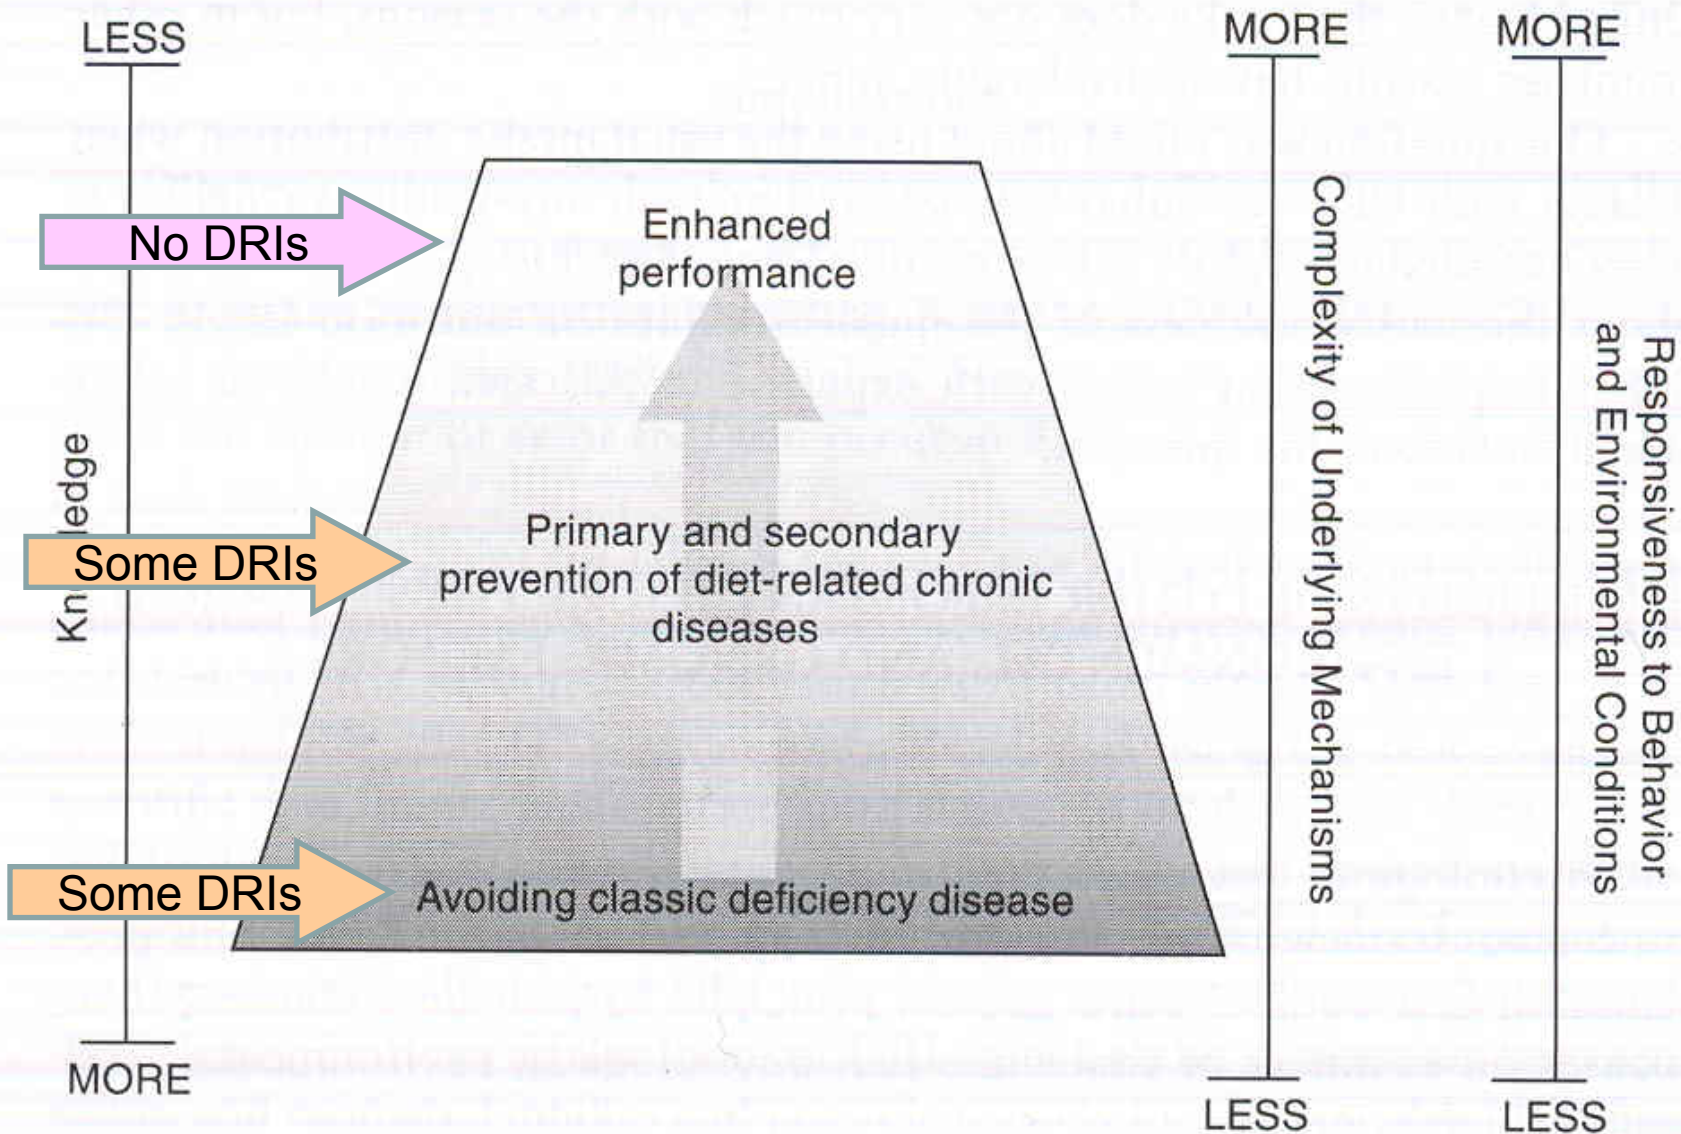 LESS
MORE
MORE
No DRIs
Enhanced
performance
Knowledge
Some DRIs
Primary and secondary
prevention of diet-related chronic
diseases
Some DRIs
Avoiding classic deficiency disease
Complexity of Underlying Mechanisms
Responsiveness to Behavior
and Environmental Conditions
MORE
LESS
LESS